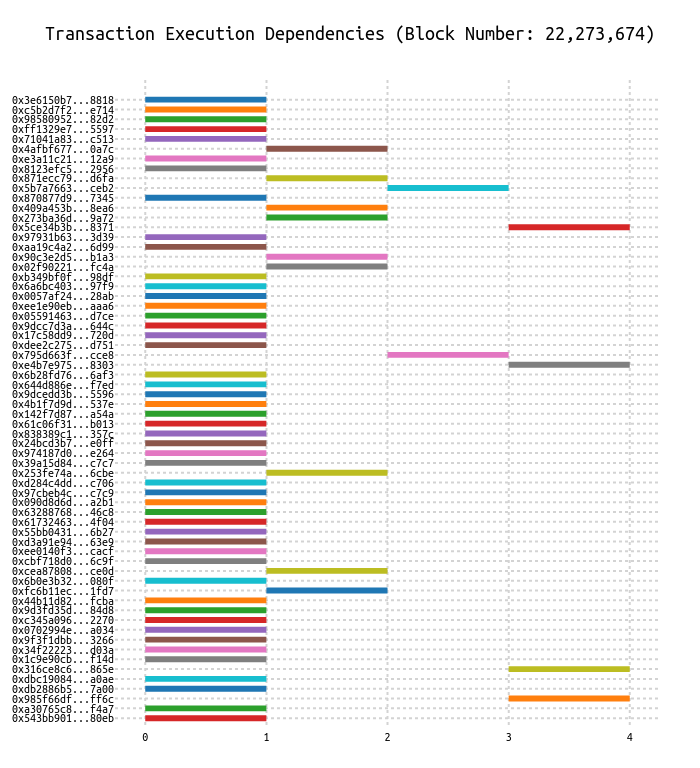 Transaction Execution Dependencies (Block Number: 22,273,674)
0x3e6150b7...8818
0xc5b2d7f2...e714
0x98580952...82d2
0xff1329e7...5597
0x71041a83...c513
0x4afbf677...0a7c
0xe3a11c21...12a9
0x8123efc5...2956
0x871ecc79...d6fa
0x5b7a7663...ceb2
0x870877d9...7345
0x409a453b...8ea6
0x273ba36d...9a72
0x5ce34b3b...8371
0x97931b63...3d39
0xaa19c4a2...6d99
0x90c3e2d5...b1a3
0x02f90221...fc4a
0xb349bf0f...98df
0x6a6bc403...97f9
0x0057af24...28ab
0xee1e90eb...aaa6
0x05591463...d7ce
0x9dcc7d3a...644c
0x17c58dd9...720d
0xdee2c275...d751
0x795d663f...cce8
0xe4b7e975...8303
0x6b28fd76...6af3
0x644d886e...f7ed
0x9dcedd3b...5596
0x4b1f7d9d...537e
0x142f7d87...a54a
0x61c06f31...b013
0x838389c1...357c
0x24bcd3b7...e0ff
0x974187d0...e264
0x39a15d84...c7c7
0x253fe74a...6cbe
0xd284c4dd...c706
0x97cbeb4c...c7c9
0x090d8d6d...a2b1
0x63288768...46c8
0x61732463...4f04
0x55bb0431...6b27
0xd3a91e94...63e9
0xee0140f3...cacf
0xcbf718d0...6c9f
0xcea87808...ce0d
0x6b0e3b32...080f
0xfc6b11ec...1fd7
0x44b11d82...fcba
0x9d3fd35d...84d8
0xc345a096...2270
0x0702994e...a034
0x9f3f1dbb...3266
0x34f22223...d03a
0x1c9e90cb...f14d
0x316ce8c6...865e
0xdbc19084...a0ae
0xdb2886b5...7a00
0x985f66df...ff6c
0xa30765c8...f4a7
0x543bb901...80eb
0 1 2 3 4